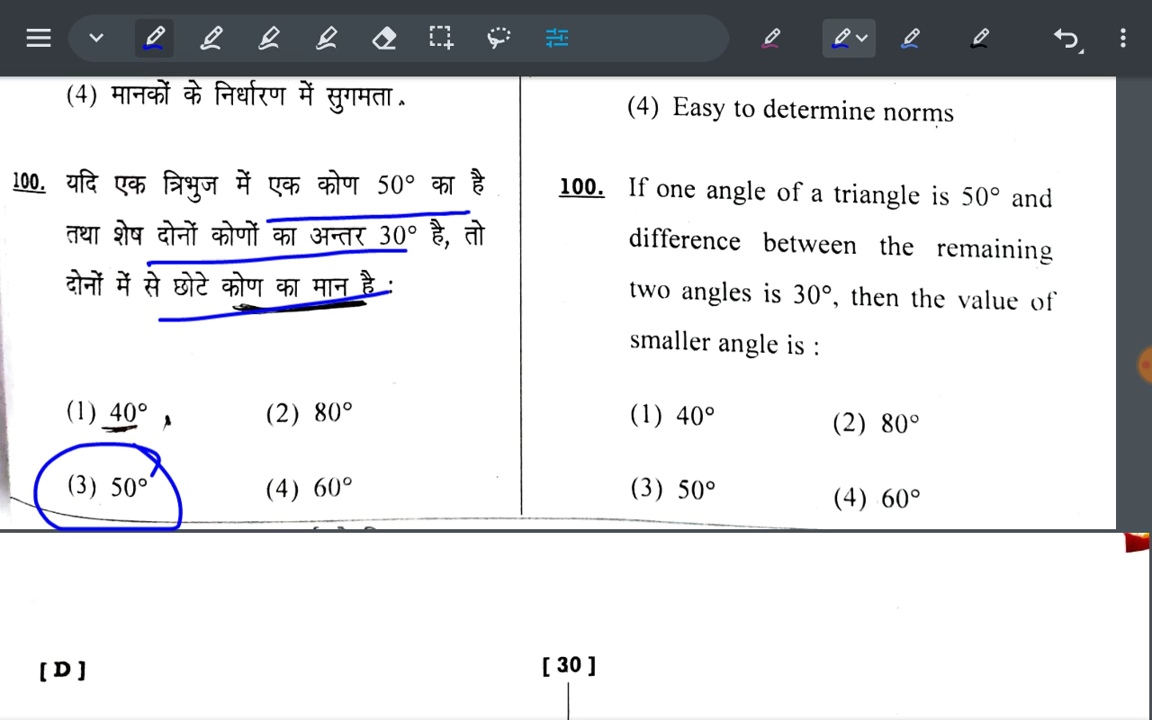 (4) मानकों के निर्धारण में सुगमता.
100. यदि एक त्रिभुज में एक कोण 50° का है
तथा शेष दोनों कोणों का अन्तर 30° है, तो
दोनों में से छोटे कोण का मान है :
(1) 40° , (2) 80°
(3) 50° (4) 60°
(4) Easy to determine norms
100. If one angle of a triangle is 50° and
difference between the remaining
two angles is 30°, then the value of
smaller angle is :
(1) 40° (2) 80°
(3) 50° (4) 60°
[ D ] [ 30 ]